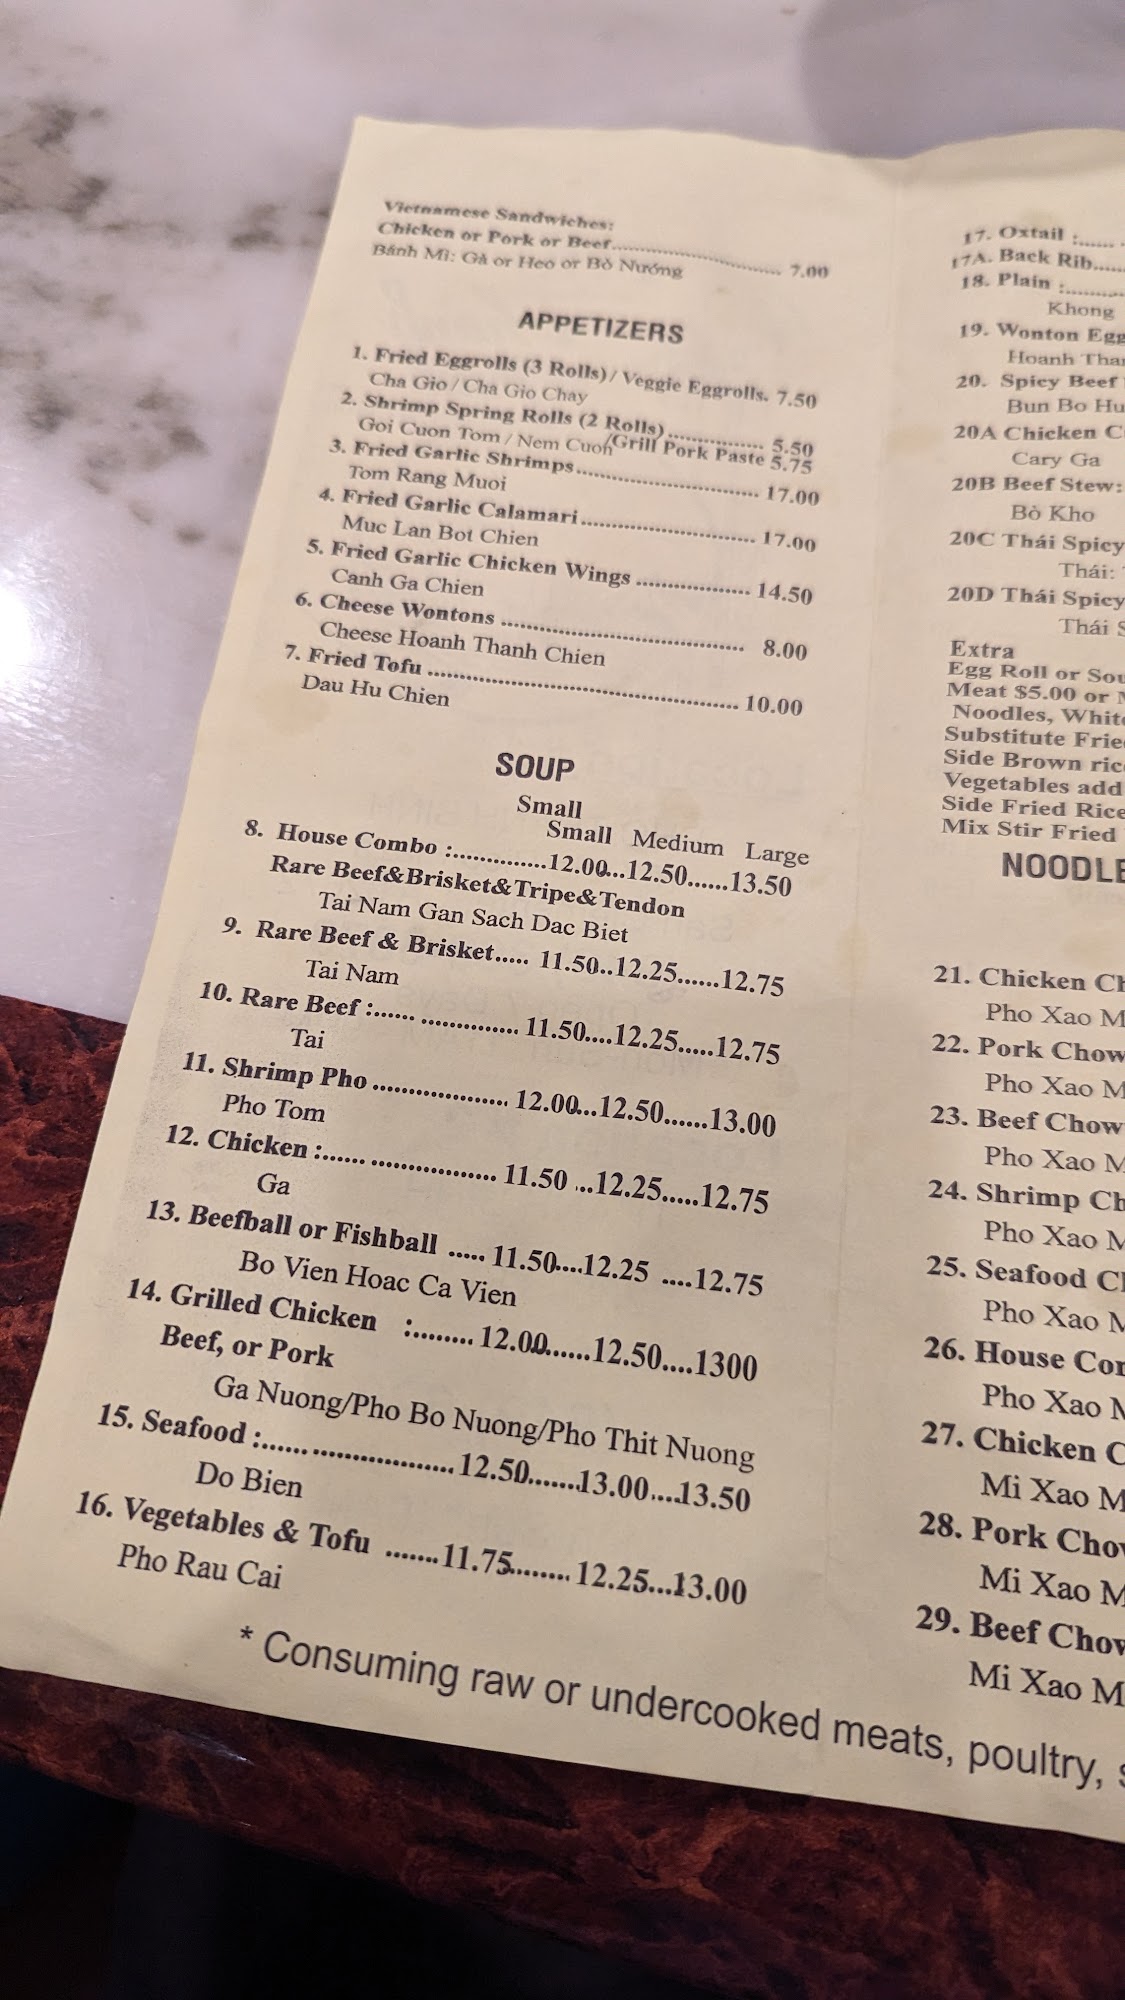 Vietnamese Sandwiches:
Chicken or Pork or Beef.......................................... 7.00
Bánh Mì: Gà or Heo or Bò Nướng
APPETIZERS
1. Fried Eggrolls (3 Rolls)/ Veggie Eggrolls. 7.50
Cha Gio / Cha Gio Chay
2. Shrimp Spring Rolls (2 Rolls)................ 5.50
Goi Cuon Tom / Nem Cuon/Grill Pork Paste 5.75
3. Fried Garlic Shrimps.............................. 17.00
Tom Rang Muoi
4. Fried Garlic Calamari............................ 17.00
Muc Lan Bot Chien
5. Fried Garlic Chicken Wings .................. 14.50
Canh Ga Chien
6. Cheese Wontons ...................................... 8.00
Cheese Hoanh Thanh Chien
7. Fried Tofu ................................................ 10.00
Dau Hu Chien
SOUP
Small
Small Medium Large
8. House Combo :..............12.00...12.50......13.50
Rare Beef&Brisket&Tripe&Tendon
Tai Nam Gan Sach Dac Biet
9. Rare Beef & Brisket..... 11.50..12.25......12.75
Tai Nam
10. Rare Beef :...... .............. 11.50....12.25.....12.75
Tai
11. Shrimp Pho .................... 12.00...12.50......13.00
Pho Tom
12. Chicken :...... .................. 11.50 ...12.25.....12.75
Ga
13. Beefball or Fishball ..... 11.50....12.25 ....12.75
Bo Vien Hoac Ca Vien
14. Grilled Chicken :......... 12.00.......12.50....1300
Beef, or Pork
Ga Nuong/Pho Bo Nuong/Pho Thit Nuong
15. Seafood :...... ....................12.50.......13.00....13.50
Do Bien
16. Vegetables & Tofu .......11.75......... 12.25...13.00
Pho Rau Cai
17. Oxtail :......
17A. Back Rib.....
18. Plain :..........
Khong
19. Wonton Egg
Hoanh
20. Spicy Beef
Bun Bo
20A Chicken
Cary Ga
20B Beef Stew:
Bò Kho
20C Thái Spicy
Thái:
20D Thái Spicy
Thái
Extra
Egg Roll or
Meat $5.00 or
Noodles,
Substitute
Side Brown
Vegetables add
Side Fried Rice
Mix Stir Fried
21. Chicken
Pho Xao
22. Pork
Pho Xao
23. Beef
Pho Xao
24. Shrimp
Pho Xao
25. Seafood
Pho Xao
26. House
Pho Xao
27. Chicken
Mi Xao
28. Pork
Mi Xao
29. Beef
Mi Xao
* Consuming raw or undercooked meats, poultry,